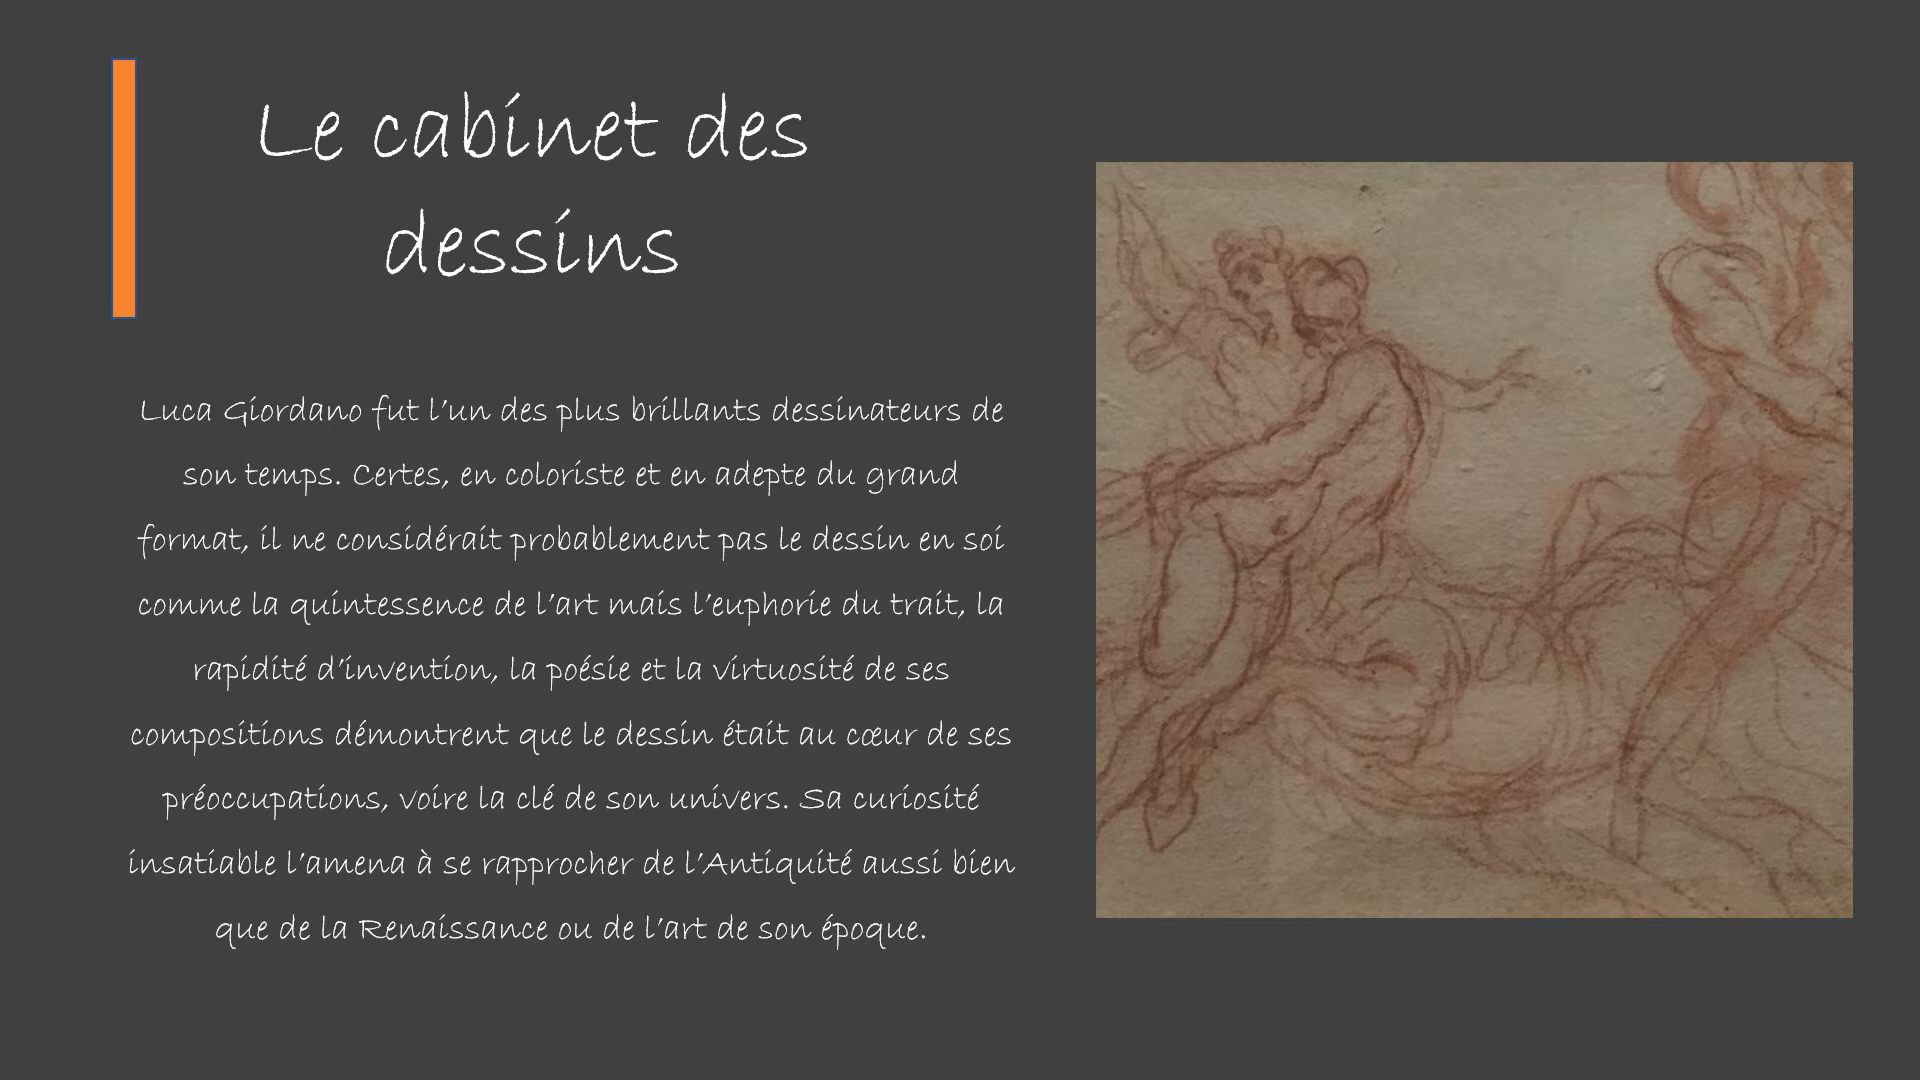 Le cabinet des
dessins
Luca Giordano fut l’un des plus brillants dessinateurs de
son temps. Certes, en coloriste et en adepte du grand
format, il ne considérait probablement pas le dessin en soi
comme la quintessence de l’art mais l’euphorie du trait, la
rapidité d’invention, la poésie et la virtuosité de ses
compositions démontrent que le dessin était au cœur de ses
préoccupations, voire la clé de son univers. Sa curiosité
insatiable l’amena à se rapprocher de l’Antiquité aussi bien
que de la Renaissance ou de l’art de son époque.